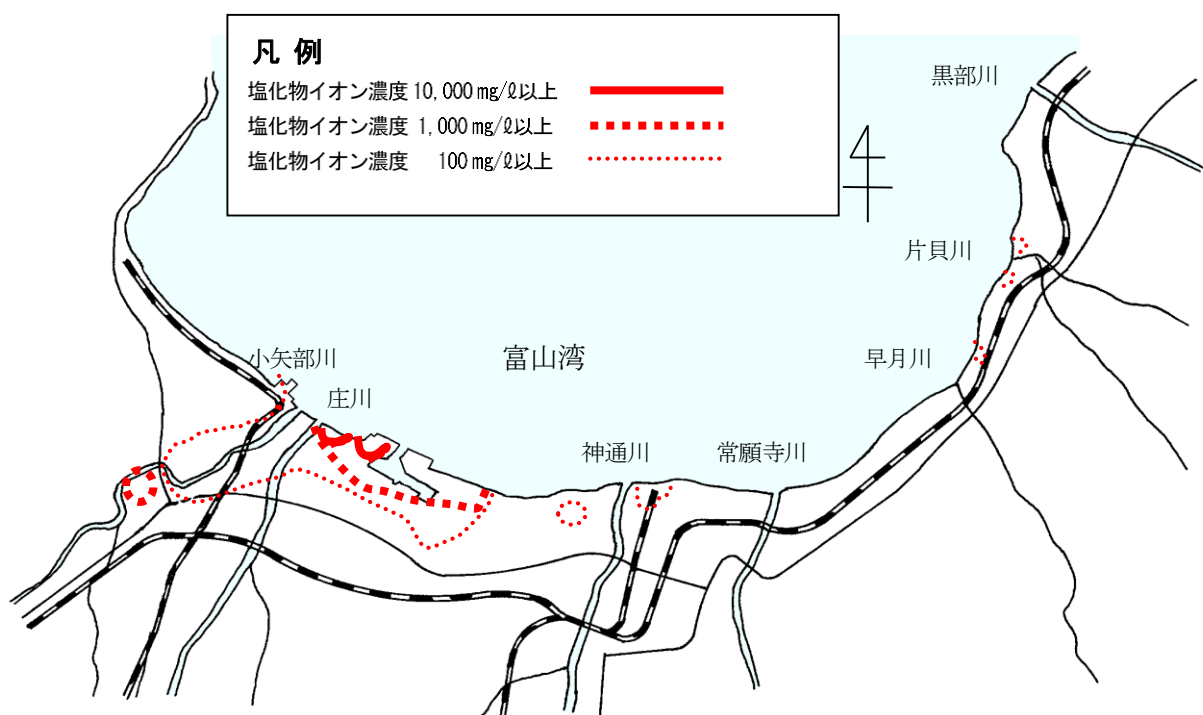 凡 例
塩化物イオン濃度 10,000 mg/ℓ以上
塩化物イオン濃度 1,000 mg/ℓ以上
塩化物イオン濃度 100 mg/ℓ以上
黒部川
片貝川
早月川
富山湾
小矢部川
庄川
神通川
常願寺川